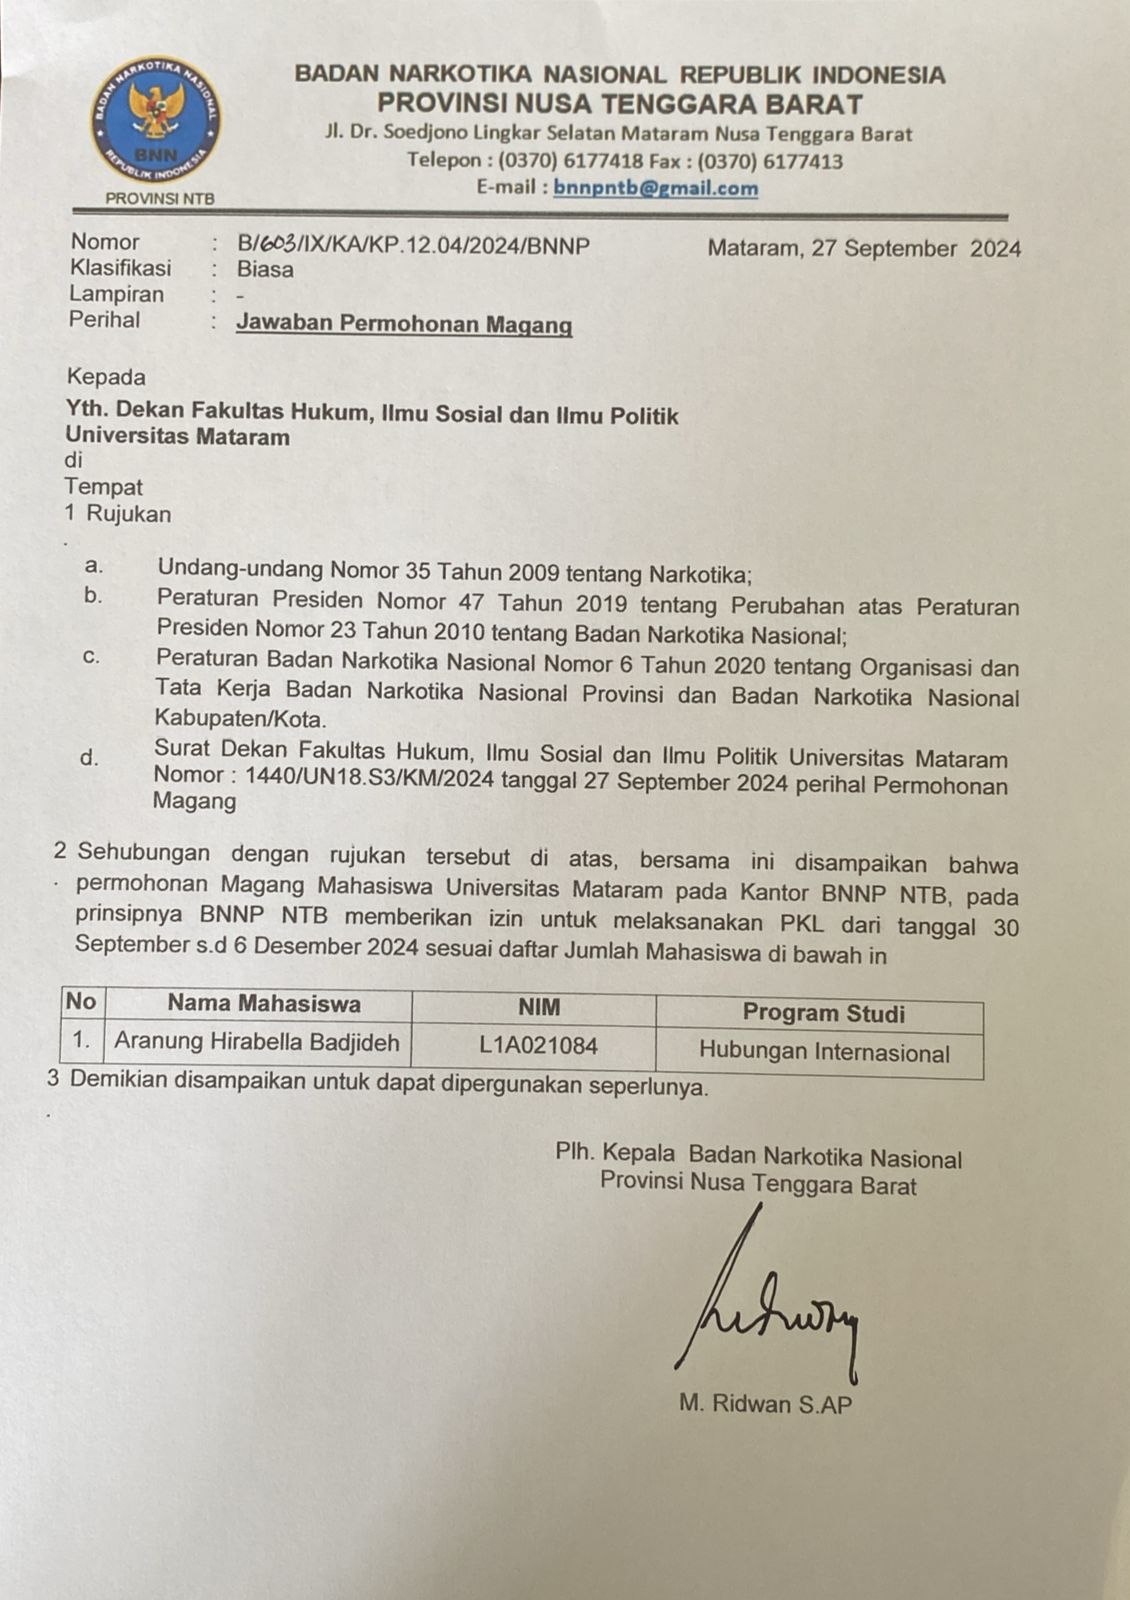 BADAN NARKOTIKA NASIONAL
BNN
REPUBLIK INDONESIA
PROVINSI NTB
BADAN NARKOTIKA NASIONAL REPUBLIK INDONESIA
PROVINSI NUSA TENGGARA BARAT
Jl. Dr. Soedjono Lingkar Selatan Mataram Nusa Tenggara Barat
Telepon : (0370) 6177418 Fax : (0370) 6177413
E-mail : bnnpntb@gmail.com
Nomor : B/603/IX/KA/KP.12.04/2024/BNNP Mataram, 27 September 2024
Klasifikasi : Biasa
Lampiran : -
Perihal : Jawaban Permohonan Magang
Kepada
Yth. Dekan Fakultas Hukum, Ilmu Sosial dan Ilmu Politik
Universitas Mataram
di
Tempat
1 Rujukan
.
a. Undang-undang Nomor 35 Tahun 2009 tentang Narkotika;
b. Peraturan Presiden Nomor 47 Tahun 2019 tentang Perubahan atas Peraturan
Presiden Nomor 23 Tahun 2010 tentang Badan Narkotika Nasional;
c. Peraturan Badan Narkotika Nasional Nomor 6 Tahun 2020 tentang Organisasi dan
Tata Kerja Badan Narkotika Nasional Provinsi dan Badan Narkotika Nasional
Kabupaten/Kota.
d. Surat Dekan Fakultas Hukum, Ilmu Sosial dan Ilmu Politik Universitas Mataram
Nomor : 1440/UN18.S3/KM/2024 tanggal 27 September 2024 perihal Permohonan
Magang
2 Sehubungan dengan rujukan tersebut di atas, bersama ini disampaikan bahwa
. permohonan Magang Mahasiswa Universitas Mataram pada Kantor BNNP NTB, pada
prinsipnya BNNP NTB memberikan izin untuk melaksanakan PKL dari tanggal 30
September s.d 6 Desember 2024 sesuai daftar Jumlah Mahasiswa di bawah in
No Nama Mahasiswa NIM Program Studi
1. Aranung Hirabella Badjideh L1A021084 Hubungan Internasional
3 Demikian disampaikan untuk dapat dipergunakan seperlunya.
.
Plh. Kepala Badan Narkotika Nasional
Provinsi Nusa Tenggara Barat
M. Ridwan S.AP